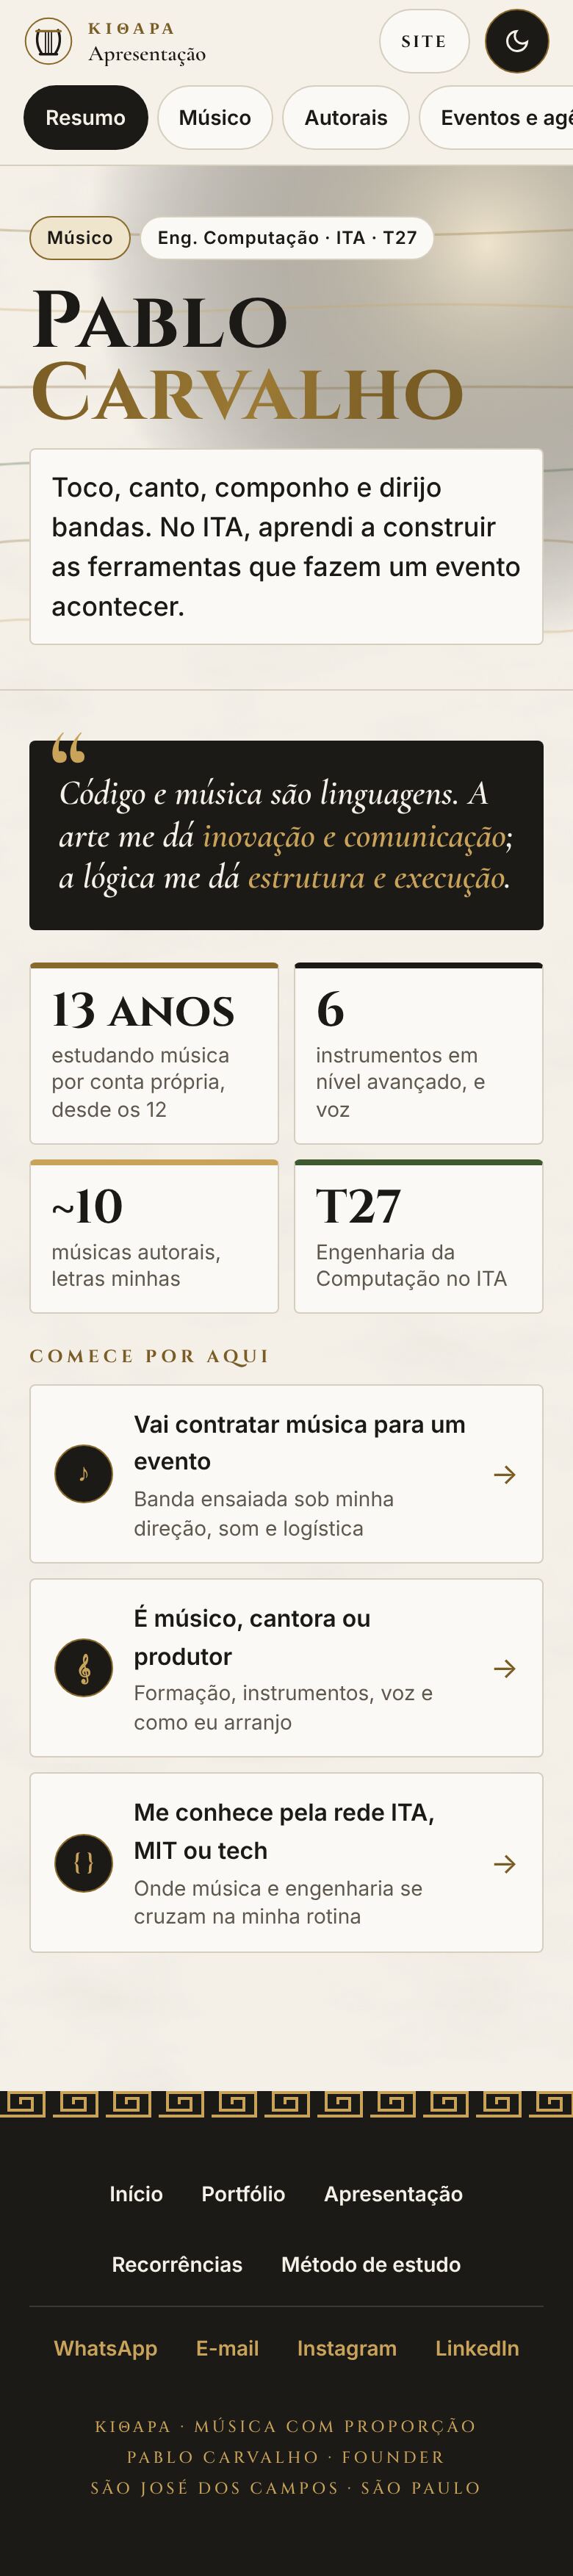 ΚΙΘΑΡΑ
Apresentação
SITE
Resumo
Músico
Autorais
Eventos e agê
Músico
Eng. Computação · ITA · T27
PABLO
CARVALHO
Toco, canto, componho e dirijo
bandas. No ITA, aprendi a construir
as ferramentas que fazem um evento
acontecer.
“
Código e música são linguagens. A
arte me dá inovação e comunicação;
a lógica me dá estrutura e execução.
13 ANOS
estudando música
por conta própria,
desde os 12
6
instrumentos em
nível avançado, e
voz
~10
músicas autorais,
letras minhas
T27
Engenharia da
Computação no ITA
COMECE POR AQUI
Vai contratar música para um
evento
Banda ensaiada sob minha
direção, som e logística
→
É músico, cantora ou
produtor
Formação, instrumentos, voz e
como eu arranjo
→
{ }
Me conhece pela rede ITA,
MIT ou tech
Onde música e engenharia se
cruzam na minha rotina
→
Início
Portfólio
Apresentação
Recorrências
Método de estudo
WhatsApp
E-mail
Instagram
LinkedIn
ΚΙΘΑΡΑ · MÚSICA COM PROPORÇÃO
PABLO CARVALHO · FOUNDER
SÃO JOSÉ DOS CAMPOS · SÃO PAULO